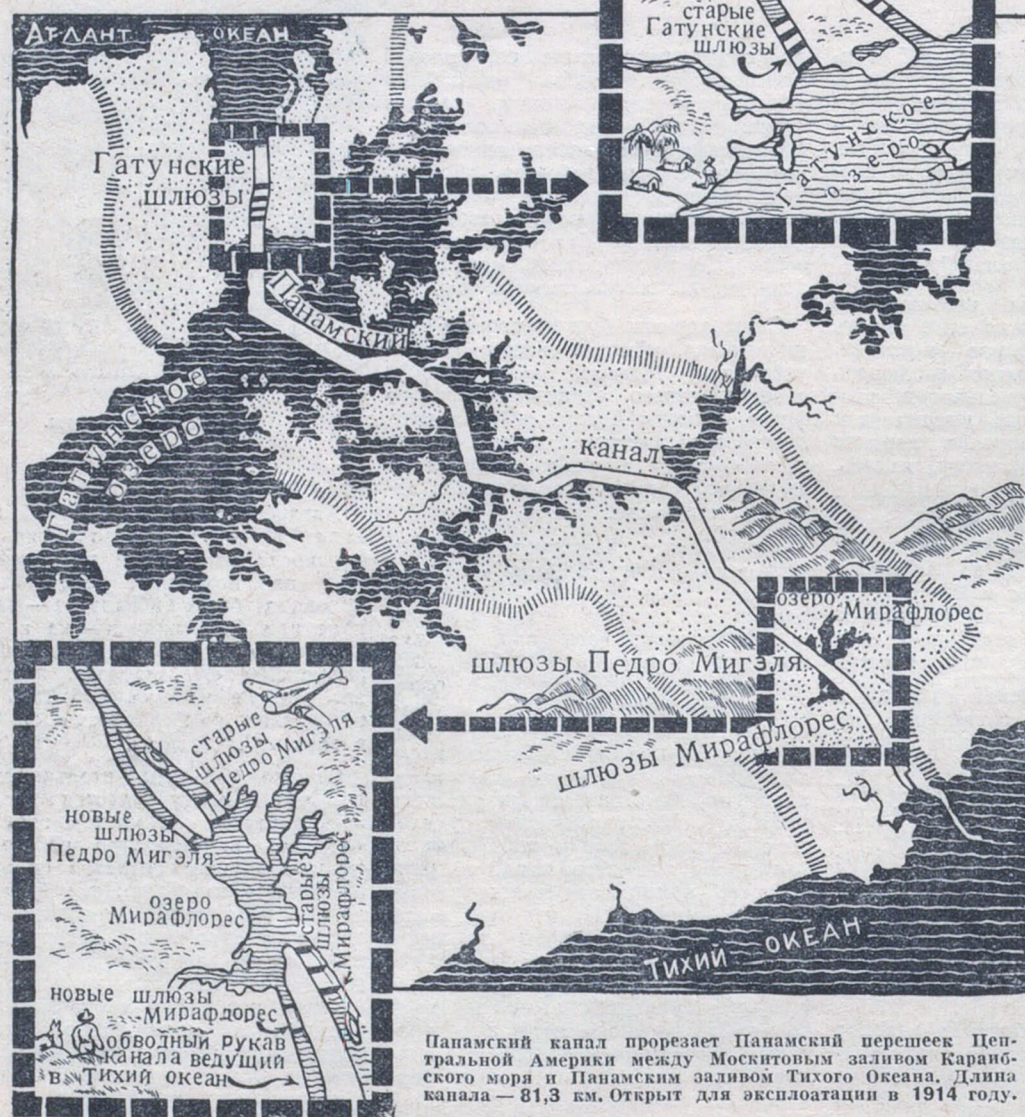 АТЛАНТ ОКЕАН
старые
Гатунские
шлюзы
Гатунское
озеро
Гатунские
шлюзы
Панамский
канал
Гатунское
озеро
озеро
Мирафлорес
шлюзы Педро Мигэля
шлюзы Мирафлорес
старые
шлюзы
Педро Мигэля
новые
шлюзы
Педро Мигэля
озеро
Мирафлорес
старые
шлюзы
Мирафлорес
новые шлюзы
Мирафлорес
обводный рукав
канала ведущий
в Тихий океан
ТИХИЙ ОКЕАН
Панамский канал прорезает Панамский перешеек Цен-
тральной Америки между Москитовым заливом Караиб-
ского моря и Панамским заливом Тихого Океана. Длина
канала — 81,3 км. Открыт для эксплоатации в 1914 году.